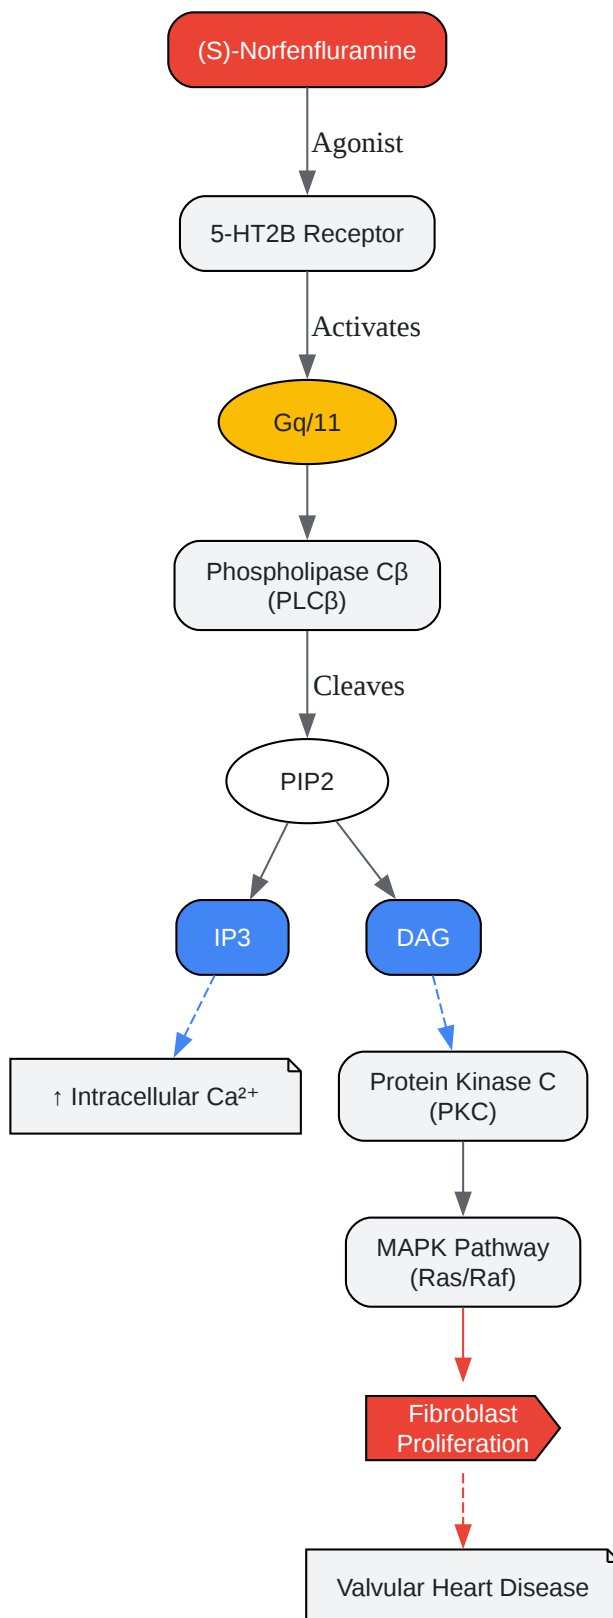 (S)-Norfenfluramine
Agonist
5-HT2B Receptor
Activates
Gq/11
Phospholipase Cβ
(PLCβ)
Cleaves
PIP2
IP3
DAG
↑ Intracellular Ca²⁺
Protein Kinase C
(PKC)
MAPK Pathway
(Ras/Raf)
Fibroblast
Proliferation
Valvular Heart Disease